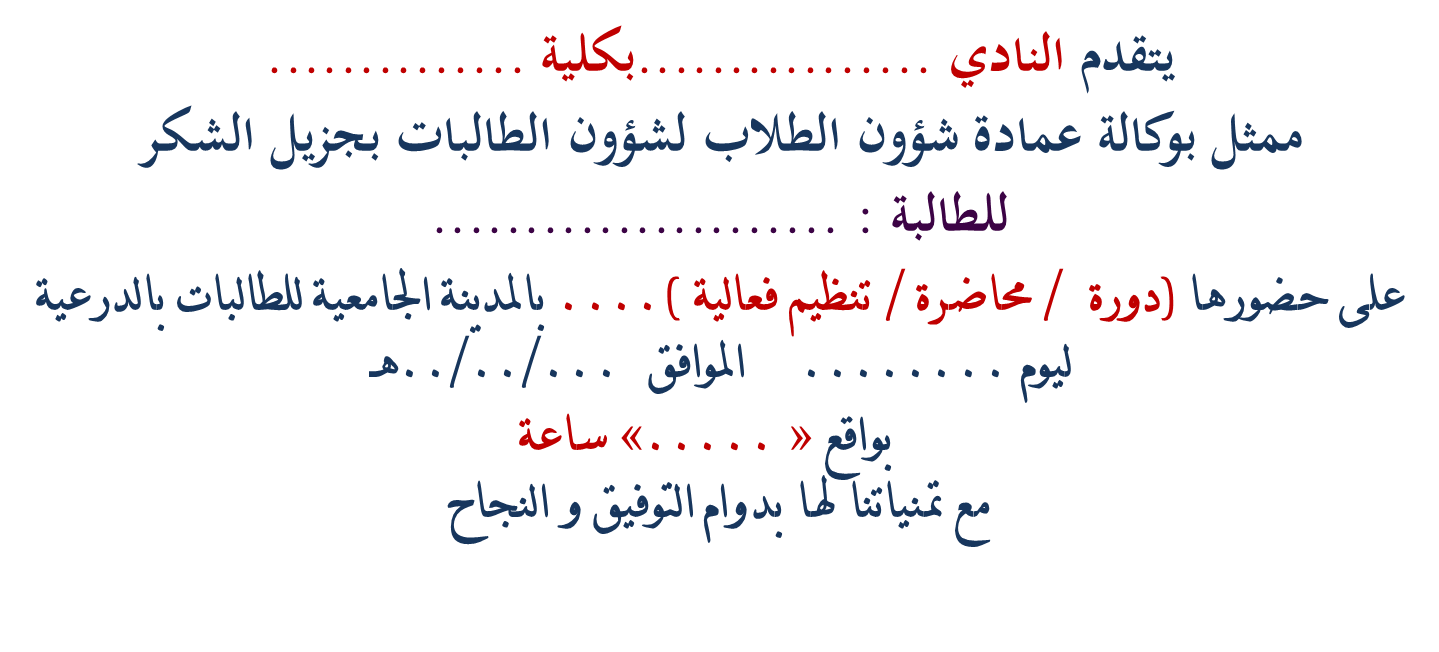 يتقدم النادي ................بكلية ..............
ممثل بوكالة عمادة شؤون الطلاب لشؤون الطالبات بجزيل الشكر
للطالبة : ......................
على حضورها (دورة / محاضرة / تنظيم فعالية ) .... بالمدينة الجامعية للطالبات بالدرعية
ليوم ........ الموافق .../../..هـ
بواقع « .....» ساعة
مع تمنياتنا لها بدوام التوفيق و النجاح